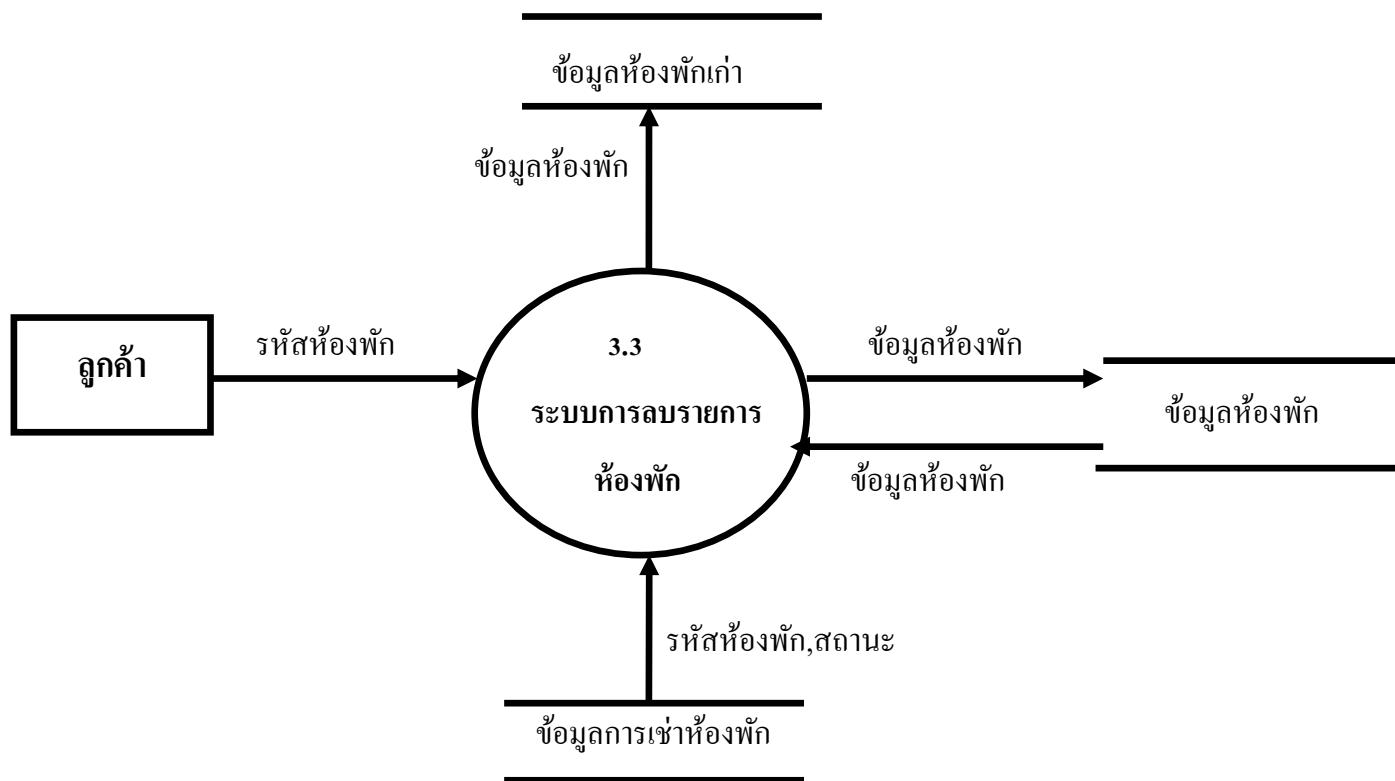 ข้อมูลห้องพักเก่า
ข้อมูลห้องพัก
ลูกค้า
รหัสห้องพัก
3.3
ระบบการลบรายการ
ห้องพัก
ข้อมูลห้องพัก
ข้อมูลห้องพัก
ข้อมูลห้องพัก
รหัสห้องพัก,สถานะ
ข้อมูลการเช่าห้องพัก